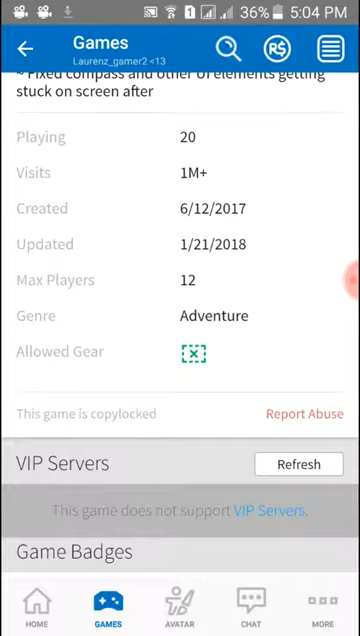 36% 5:04 PM
Games
Laurenz_gamer2 <13
R$
~ Fixed compass and other UI elements getting
stuck on screen after
Playing 20
Visits 1M+
Created 6/12/2017
Updated 1/21/2018
Max Players 12
Genre Adventure
Allowed Gear
This game is copylocked Report Abuse
VIP Servers Refresh
This game does not support VIP Servers.
Game Badges
HOME GAMES AVATAR CHAT MORE